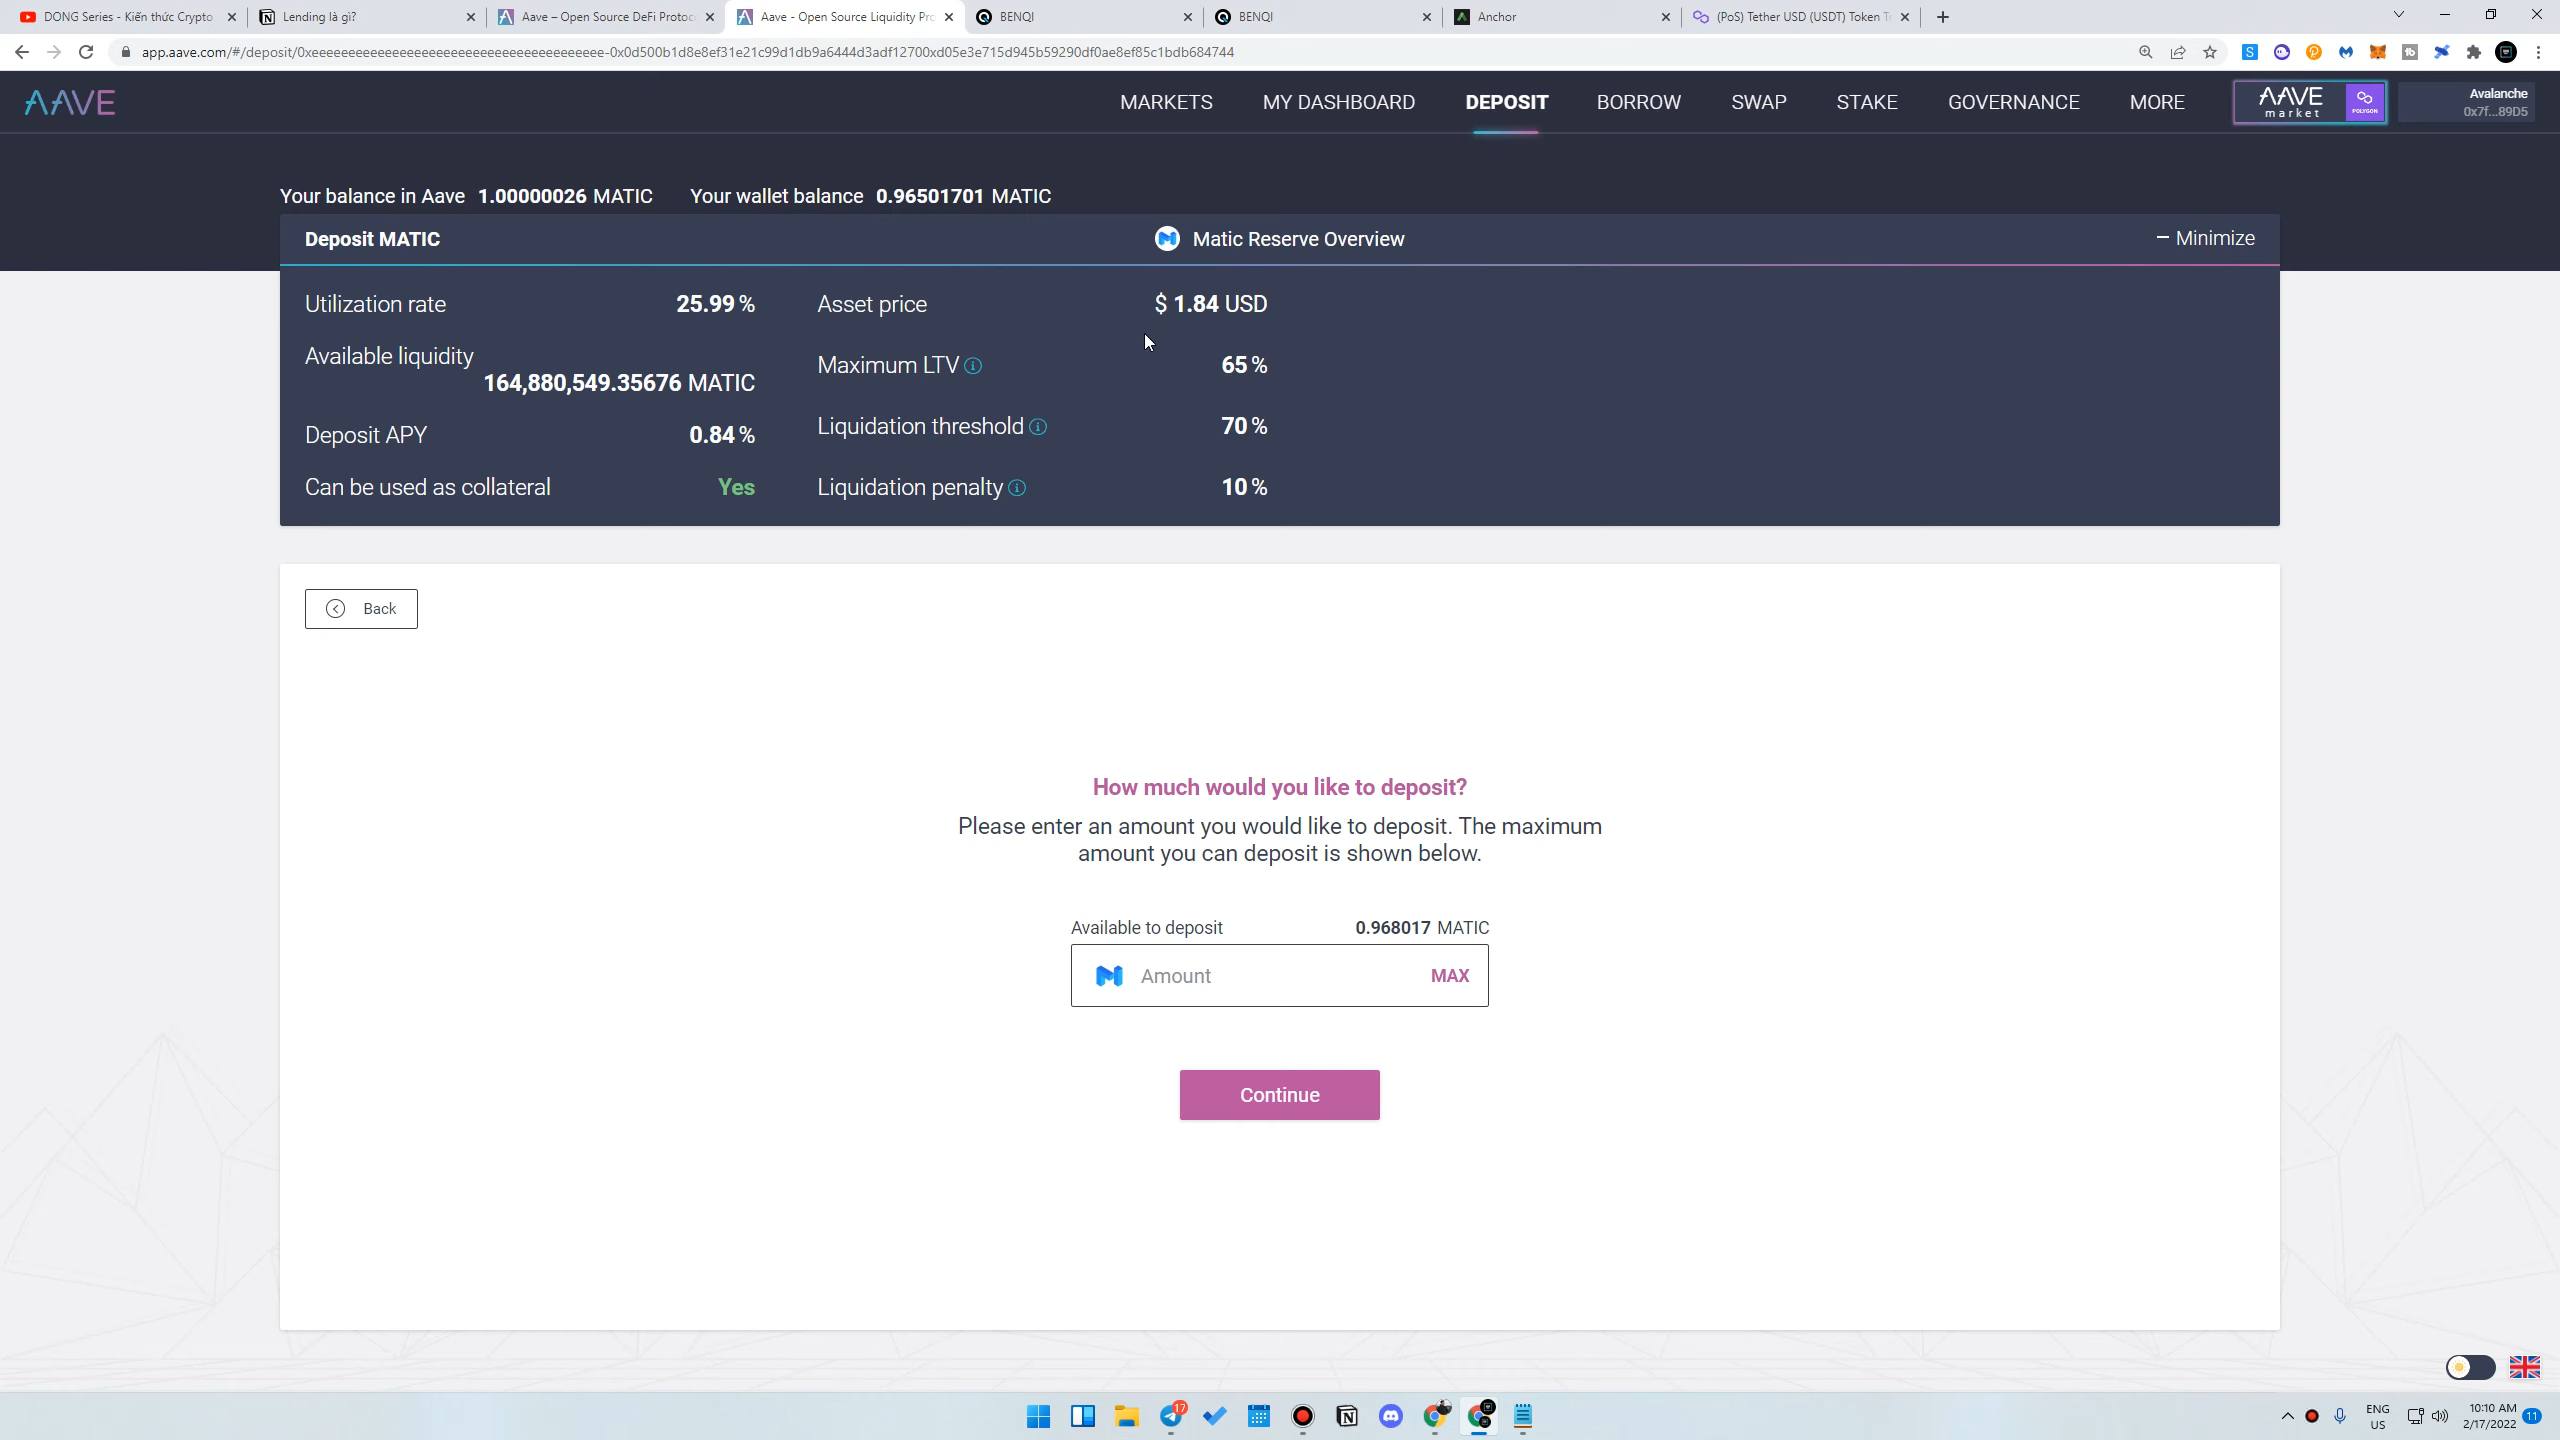 DONG Series - Kiến thức Crypto
Lending là gì?
Aave – Open Source DeFi Protoc
Aave - Open Source Liquidity Pro
BENQI
BENQI
Anchor
(PoS) Tether USD (USDT) Token T
app.aave.com/#/deposit/0xeeeeeeeeeeeeeeeeeeeeeeeeeeeeeeeeeeeeeeee-0x0d500b1d8e8ef31e21c99d1db9a6444d3adf12700xd05e3e715d945b59290df0ae8ef85c1bdb684744
AAVE
MARKETS
MY DASHBOARD
DEPOSIT
BORROW
SWAP
STAKE
GOVERNANCE
MORE
AAVE
market
POLYGON
Avalanche
0x7f...89D5
Your balance in Aave 1.00000026 MATIC
Your wallet balance 0.96501701 MATIC
Deposit MATIC
Matic Reserve Overview
– Minimize
Utilization rate 25.99 %
Asset price $ 1.84 USD
Available liquidity
164,880,549.35676 MATIC
Maximum LTV 65 %
Deposit APY 0.84 %
Liquidation threshold 70 %
Can be used as collateral Yes
Liquidation penalty 10 %
Back
How much would you like to deposit?
Please enter an amount you would like to deposit. The maximum
amount you can deposit is shown below.
Available to deposit 0.968017 MATIC
Amount
MAX
Continue
17
ENG
US
10:10 AM
2/17/2022
11